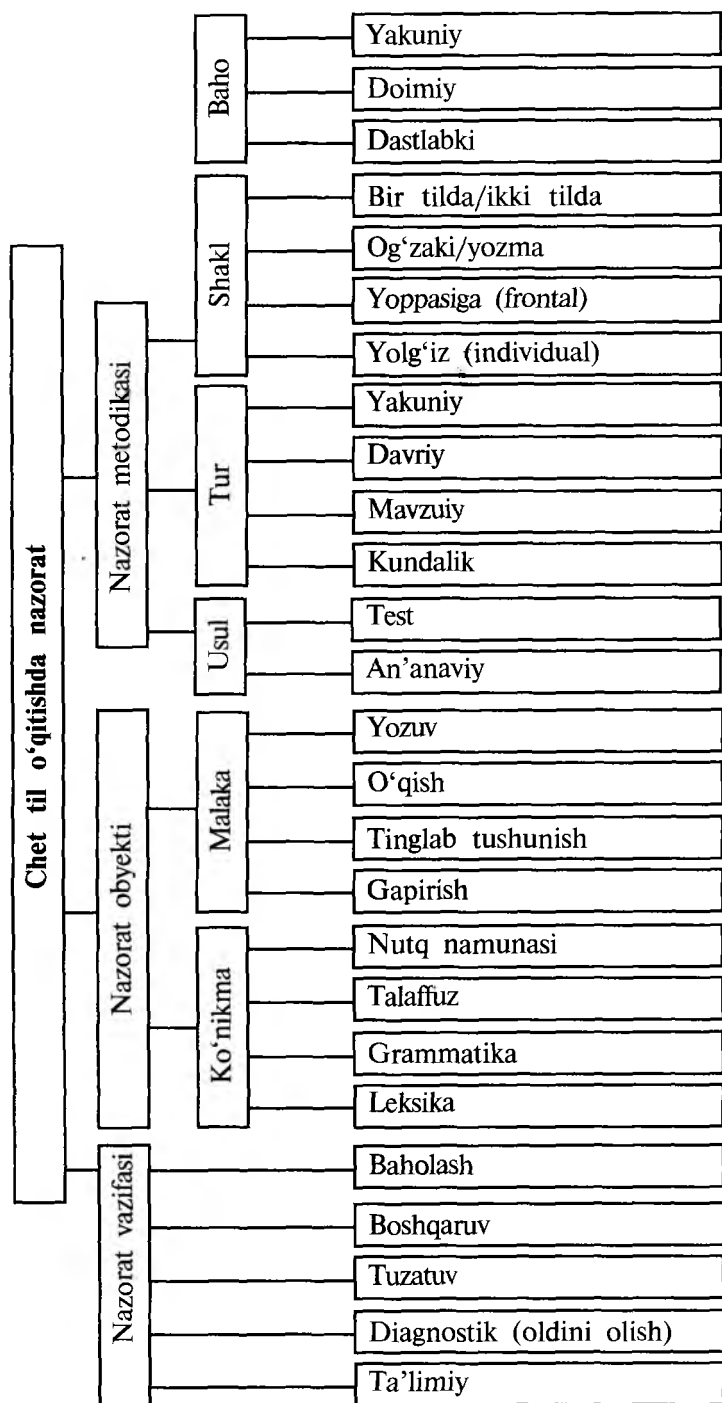 Chet til o‘qitishda nazorat
Nazorat metodikasi
Baho
Yakuniy
Doimiy
Dastlabki
Shakl
Bir tilda/ikki tilda
Og‘zaki/yozma
Yoppasiga (frontal)
Yolg‘iz (individual)
Tur
Yakuniy
Davriy
Mavzuiy
Kundalik
Usul
Test
An’anaviy
Nazorat obyekti
Malaka
Yozuv
O‘qish
Tinglab tushunish
Gapirish
Ko‘nikma
Nutq namunasi
Talaffuz
Grammatika
Leksika
Nazorat vazifasi
Baholash
Boshqaruv
Tuzatuv
Diagnostik (oldini olish)
Ta’limiy